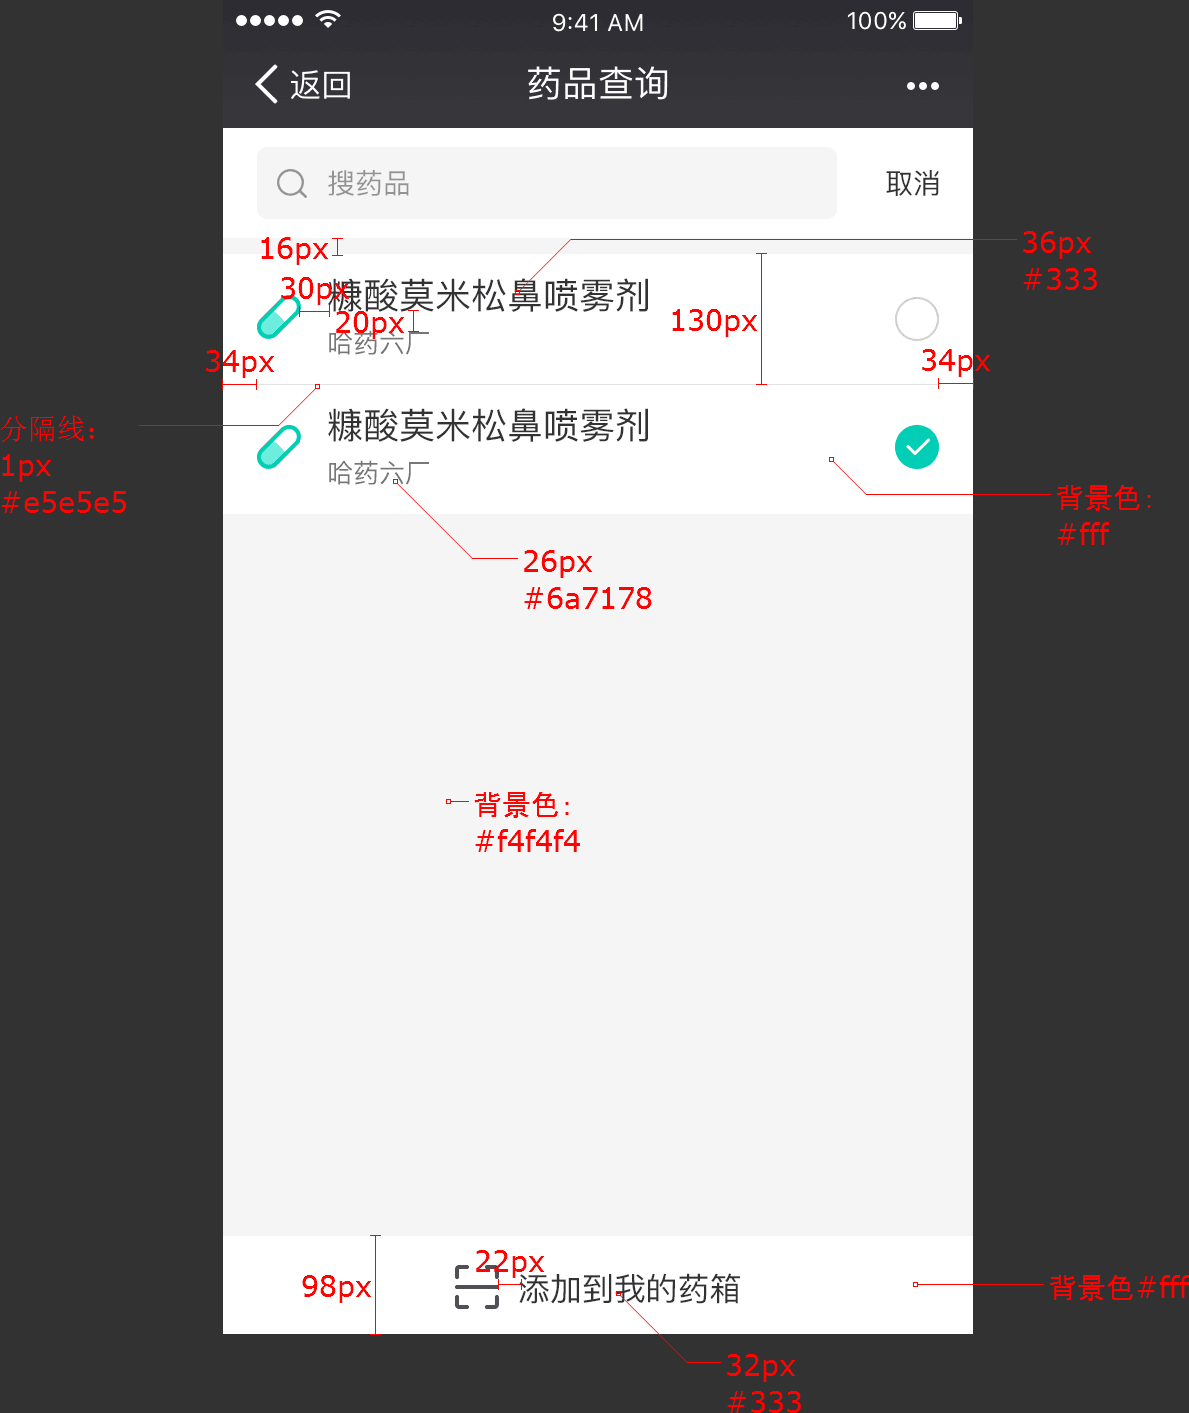 9:41 AM
100%
返回
药品查询
搜药品
取消
16px
36px
#333
30px
糠酸莫米松鼻喷雾剂
20px
130px
哈药六厂
34px
34px
分隔线：
1px
#e5e5e5
糠酸莫米松鼻喷雾剂
哈药六厂
背景色：
#fff
26px
#6a7178
背景色：
#f4f4f4
98px
22px
添加到我的药箱
背景色#fff
32px
#333